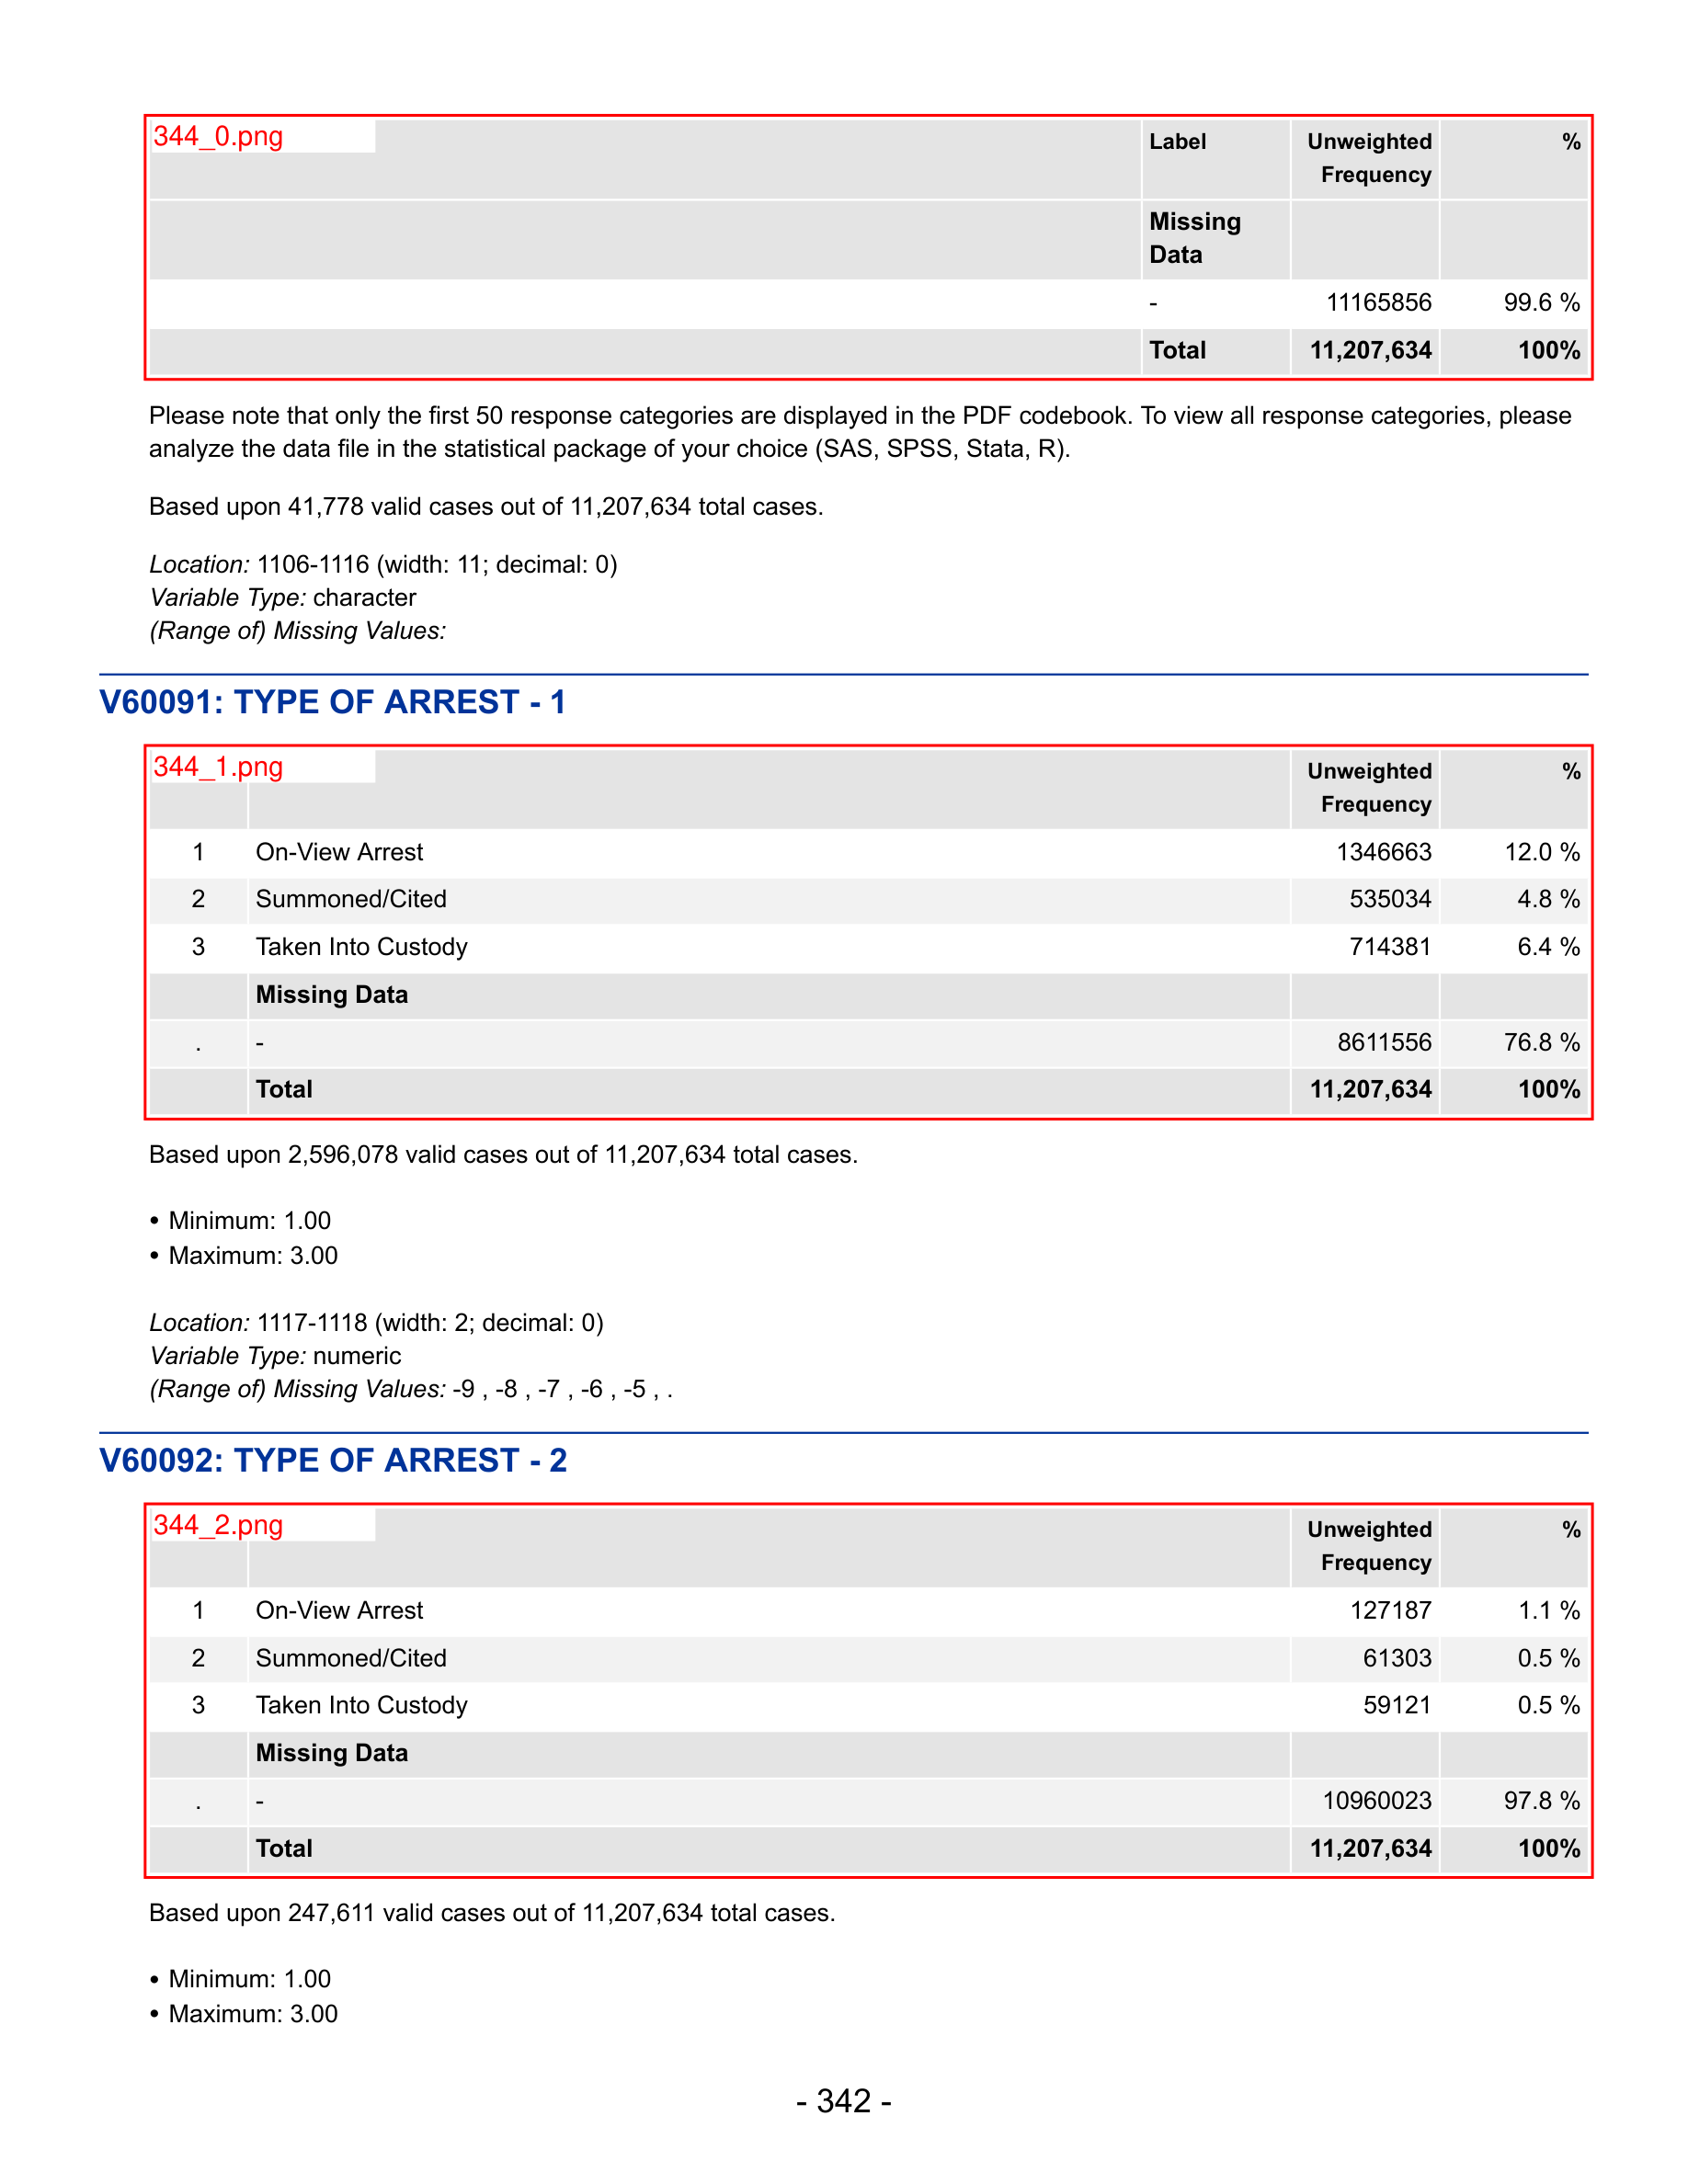 344_0.png Label Unweighted Frequency %
Missing Data
- 11165856 99.6 %
Total 11,207,634 100%
Please note that only the first 50 response categories are displayed in the PDF codebook. To view all response categories, please
analyze the data file in the statistical package of your choice (SAS, SPSS, Stata, R).
Based upon 41,778 valid cases out of 11,207,634 total cases.
Location: 1106-1116 (width: 11; decimal: 0)
Variable Type: character
(Range of) Missing Values:
V60091: TYPE OF ARREST - 1
344_1.png Unweighted Frequency %
1 On-View Arrest 1346663 12.0 %
2 Summoned/Cited 535034 4.8 %
3 Taken Into Custody 714381 6.4 %
Missing Data
. - 8611556 76.8 %
Total 11,207,634 100%
Based upon 2,596,078 valid cases out of 11,207,634 total cases.
• Minimum: 1.00
• Maximum: 3.00
Location: 1117-1118 (width: 2; decimal: 0)
Variable Type: numeric
(Range of) Missing Values: -9 , -8 , -7 , -6 , -5 , .
V60092: TYPE OF ARREST - 2
344_2.png Unweighted Frequency %
1 On-View Arrest 127187 1.1 %
2 Summoned/Cited 61303 0.5 %
3 Taken Into Custody 59121 0.5 %
Missing Data
. - 10960023 97.8 %
Total 11,207,634 100%
Based upon 247,611 valid cases out of 11,207,634 total cases.
• Minimum: 1.00
• Maximum: 3.00
- 342 -